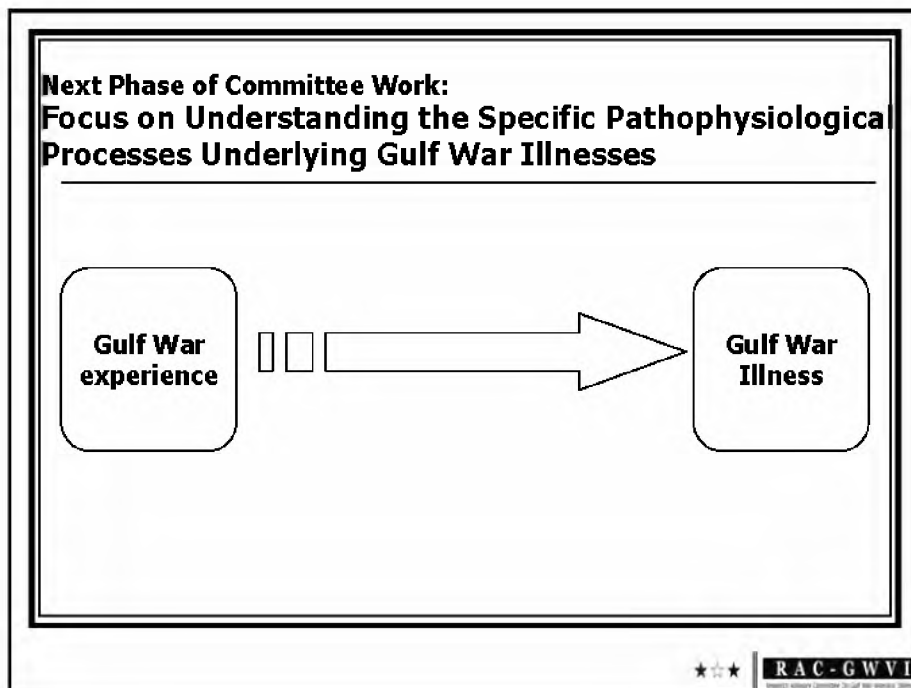 Next Phase of Committee Work:
Focus on Understanding the Specific Pathophysiological
Processes Underlying Gulf War Illnesses
Gulf War
experience
Gulf War
Illness
RAC-GWVI